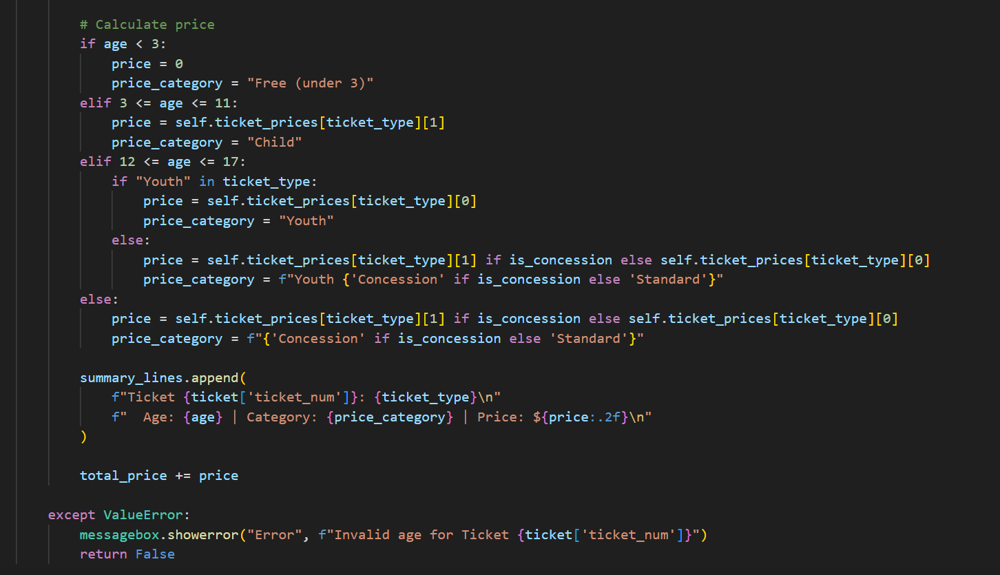 # Calculate price
if age < 3:
    price = 0
    price_category = "Free (under 3)"
elif 3 <= age <= 11:
    price = self.ticket_prices[ticket_type][1]
    price_category = "Child"
elif 12 <= age <= 17:
    if "Youth" in ticket_type:
        price = self.ticket_prices[ticket_type][0]
        price_category = "Youth"
    else:
        price = self.ticket_prices[ticket_type][1] if is_concession else self.ticket_prices[ticket_type][0]
        price_category = f"Youth {'Concession' if is_concession else 'Standard'}"
else:
    price = self.ticket_prices[ticket_type][1] if is_concession else self.ticket_prices[ticket_type][0]
    price_category = f"{'Concession' if is_concession else 'Standard'}"

summary_lines.append(
    f"Ticket {ticket['ticket_num']}: {ticket_type}\n"
    f"  Age: {age} | Category: {price_category} | Price: ${price:.2f}\n"
)

total_price += price

except ValueError:
    messagebox.showerror("Error", f"Invalid age for Ticket {ticket['ticket_num']}")
    return False